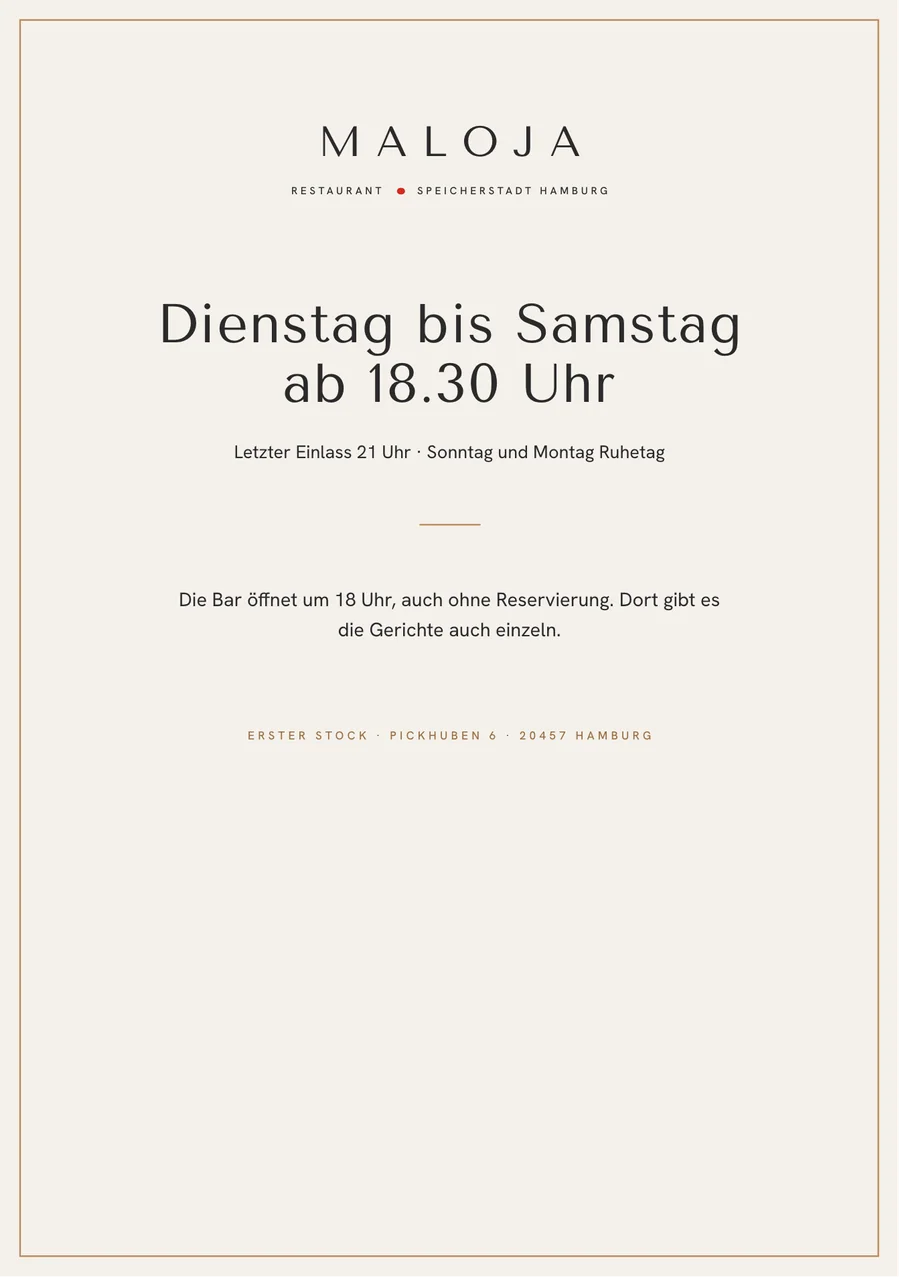 MALOJA
RESTAURANT • SPEICHERSTADT HAMBURG
Dienstag bis Samstag
ab 18.30 Uhr
Letzter Einlass 21 Uhr · Sonntag und Montag Ruhetag
Die Bar öffnet um 18 Uhr, auch ohne Reservierung. Dort gibt es
die Gerichte auch einzeln.
ERSTER STOCK · PICKHUBEN 6 · 20457 HAMBURG